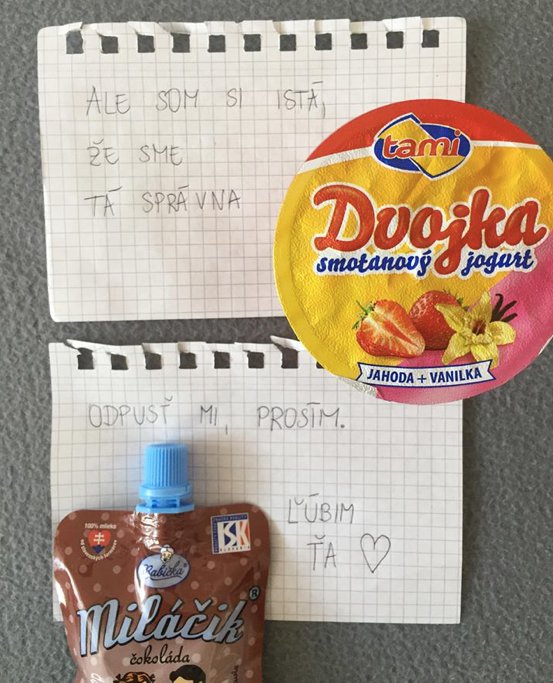 ALE SOM SI ISTÁ,
ŽE SME
TÁ SPRÁVNA
tami
Dvojka
smotanový jogurt
JAHODA + VANILKA
ODPUSŤ MI, PROSÍM.
ĽÚBIM
ŤA ♡
100% mlieko
SK
Babička
Miláčik®
čokoláda